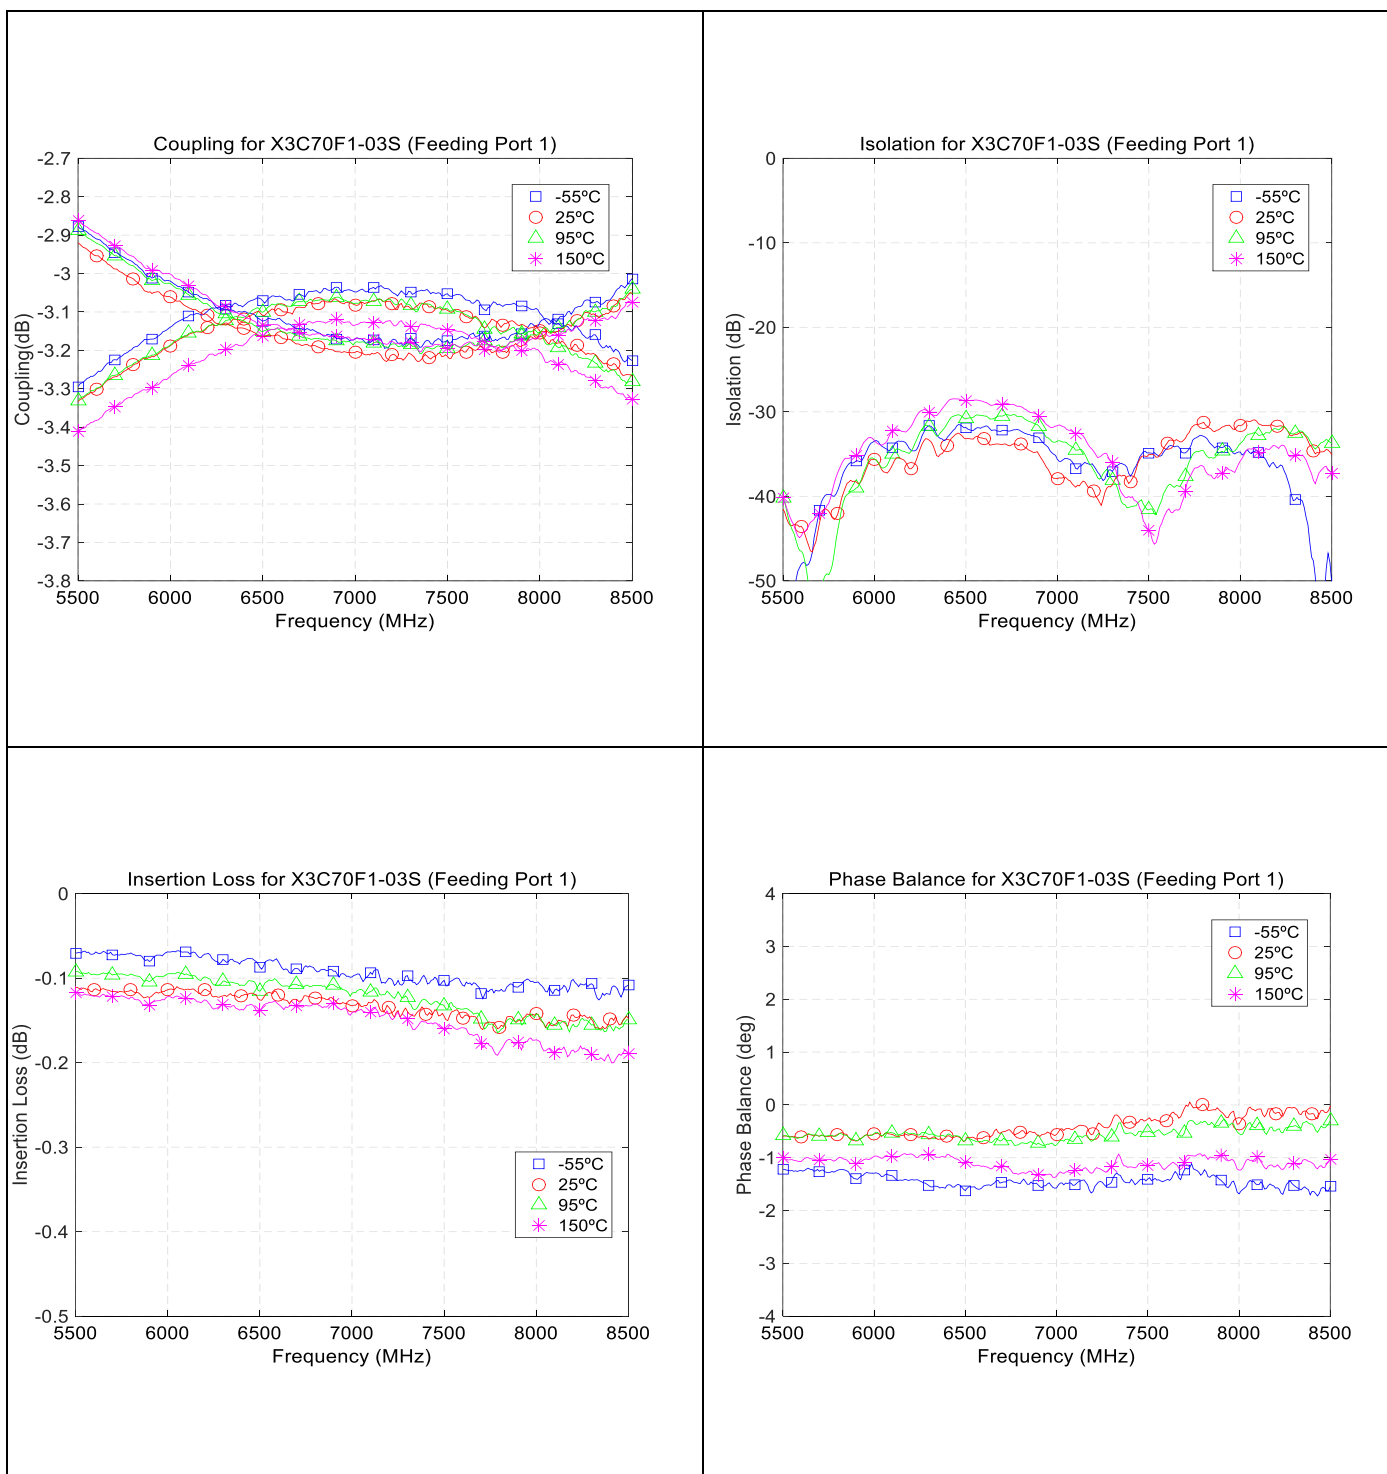 Coupling for X3C70F1-03S (Feeding Port 1)
-2.7
-2.8
-2.9
-3
-3.1
-3.2
-3.3
-3.4
-3.5
-3.6
-3.7
-3.8
Coupling(dB)
-55ºC
25ºC
95ºC
150ºC
5500 6000 6500 7000 7500 8000 8500
Frequency (MHz)
Isolation for X3C70F1-03S (Feeding Port 1)
0
-10
-20
-30
-40
-50
Isolation (dB)
-55ºC
25ºC
95ºC
150ºC
5500 6000 6500 7000 7500 8000 8500
Frequency (MHz)
Insertion Loss for X3C70F1-03S (Feeding Port 1)
0
-0.1
-0.2
-0.3
-0.4
-0.5
Insertion Loss (dB)
-55ºC
25ºC
95ºC
150ºC
5500 6000 6500 7000 7500 8000 8500
Frequency (MHz)
Phase Balance for X3C70F1-03S (Feeding Port 1)
4
3
2
1
0
-1
-2
-3
-4
Phase Balance (deg)
-55ºC
25ºC
95ºC
150ºC
5500 6000 6500 7000 7500 8000 8500
Frequency (MHz)